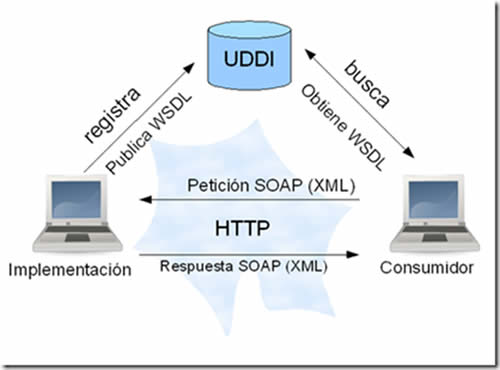 UDDI
registra
Publica WSDL
busca
Obtiene WSDL
Petición SOAP (XML)
HTTP
Respuesta SOAP (XML)
Implementación
Consumidor